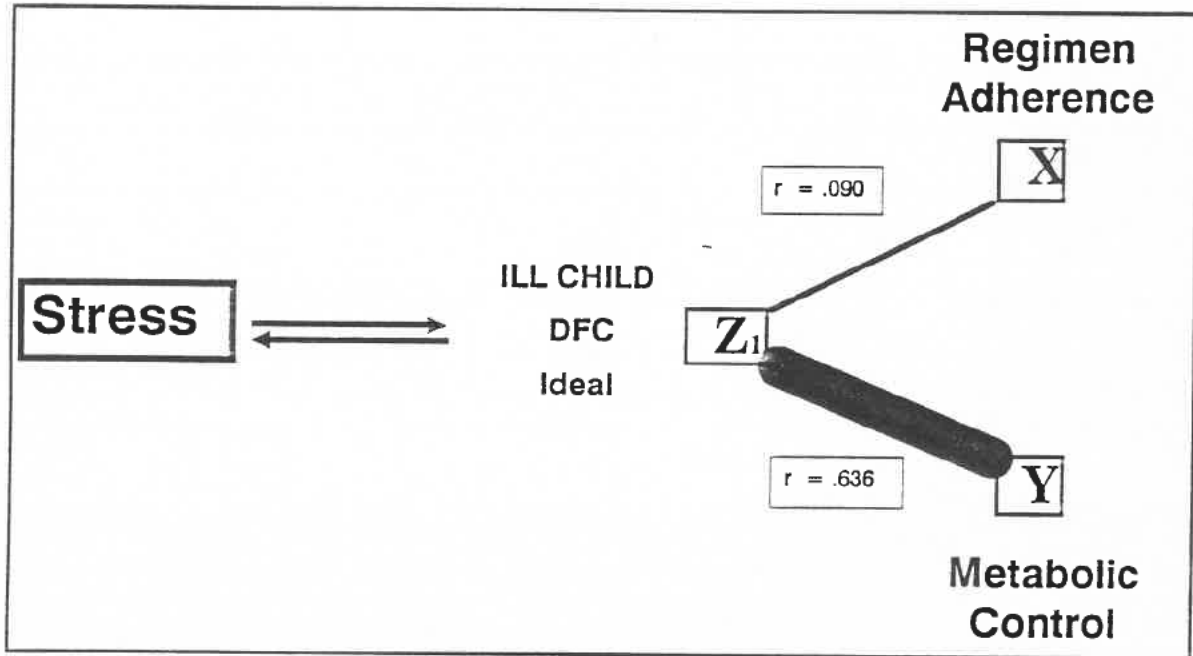 Regimen
Adherence
X
r = .090
ILL CHILD
Stress
DFC
Z1
Ideal
r = .636
Y
Metabolic
Control